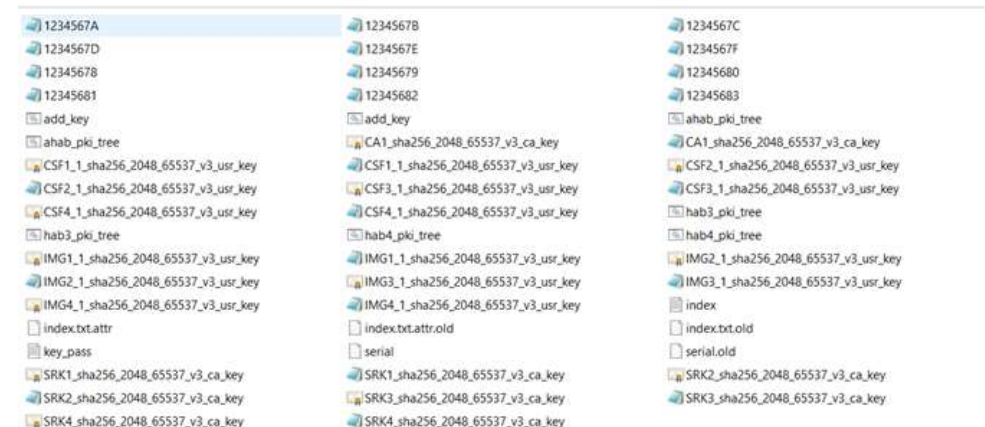 1234567A 1234567B 1234567C
1234567D 1234567E 1234567F
12345678 12345679 12345680
12345681 12345682 12345683
add_key add_key ahab_pki_tree
ahab_pki_tree CA1_sha256_2048_65537_v3_ca_key CA1_sha256_2048_65537_v3_ca_key
CSF1_1_sha256_2048_65537_v3_usr_key CSF1_1_sha256_2048_65537_v3_usr_key CSF2_1_sha256_2048_65537_v3_usr_key
CSF2_1_sha256_2048_65537_v3_usr_key CSF3_1_sha256_2048_65537_v3_usr_key CSF3_1_sha256_2048_65537_v3_usr_key
CSF4_1_sha256_2048_65537_v3_usr_key CSF4_1_sha256_2048_65537_v3_usr_key hab3_pki_tree
hab3_pki_tree hab4_pki_tree hab4_pki_tree
IMG1_1_sha256_2048_65537_v3_usr_key IMG1_1_sha256_2048_65537_v3_usr_key IMG2_1_sha256_2048_65537_v3_usr_key
IMG2_1_sha256_2048_65537_v3_usr_key IMG3_1_sha256_2048_65537_v3_usr_key IMG3_1_sha256_2048_65537_v3_usr_key
IMG4_1_sha256_2048_65537_v3_usr_key IMG4_1_sha256_2048_65537_v3_usr_key index
index.txt.attr index.txt.attr.old index.txt.old
key_pass serial serial.old
SRK1_sha256_2048_65537_v3_ca_key SRK1_sha256_2048_65537_v3_ca_key SRK2_sha256_2048_65537_v3_ca_key
SRK2_sha256_2048_65537_v3_ca_key SRK3_sha256_2048_65537_v3_ca_key SRK3_sha256_2048_65537_v3_ca_key
SRK4_sha256_2048_65537_v3_ca_key SRK4_sha256_2048_65537_v3_ca_key